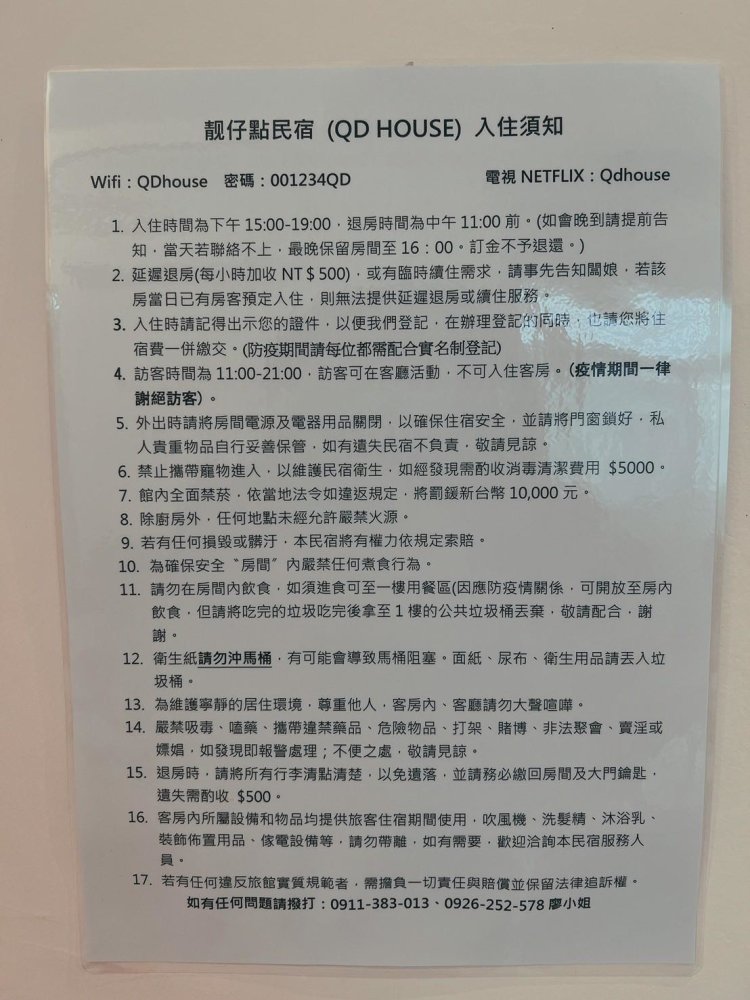 靚仔點民宿 (QD HOUSE) 入住須知
Wifi：QDhouse 密碼：001234QD 電視 NETFLIX：Qdhouse
1. 入住時間為下午 15:00-19:00，退房時間為中午 11:00 前。(如會晚到請提前告
知，當天若聯絡不上，最晚保留房間至 16：00。訂金不予退還。)
2. 延遲退房(每小時加收 NT＄500)，或有臨時續住需求，請事先告知闆娘，若該
房當日已有房客預定入住，則無法提供延遲退房或續住服務。
3. 入住時請記得出示您的證件，以便我們登記，在辦理登記的同時，也請您將住
宿費一併繳交。(防疫期間請每位都需配合實名制登記)
4. 訪客時間為 11:00-21:00，訪客可在客廳活動，不可入住客房。(疫情期間一律
謝絕訪客)。
5. 外出時請將房間電源及電器用品關閉，以確保住宿安全，並請將門窗鎖好，私
人貴重物品自行妥善保管，如有遺失民宿不負責，敬請見諒。
6. 禁止攜帶寵物進入，以維護民宿衛生，如經發現需酌收消毒清潔費用 $5000。
7. 館內全面禁菸，依當地法令如違返規定，將罰鍰新台幣 10,000 元。
8. 除廚房外，任何地點未經允許嚴禁火源。
9. 若有任何損毀或髒汙，本民宿將有權力依規定索賠。
10. 為確保安全〝房間〞內嚴禁任何煮食行為。
11. 請勿在房間內飲食，如須進食可至一樓用餐區(因應防疫情關係，可開放至房內
飲食，但請將吃完的垃圾吃完後拿至 1 樓的公共垃圾桶丟棄，敬請配合，謝
謝。
12. 衛生紙請勿沖馬桶，有可能會導致馬桶阻塞。面紙、尿布、衛生用品請丟入垃
圾桶。
13. 為維護寧靜的居住環境，尊重他人，客房內、客廳請勿大聲喧嘩。
14. 嚴禁吸毒、嗑藥、攜帶違禁藥品、危險物品、打架、賭博、非法聚會、賣淫或
嫖娼，如發現即報警處理；不便之處，敬請見諒。
15. 退房時，請將所有行李清點清楚，以免遺落，並請務必繳回房間及大門鑰匙，
遺失需酌收 $500。
16. 客房內所屬設備和物品均提供旅客住宿期間使用，吹風機、洗髮精、沐浴乳、
裝飾佈置用品、傢電設備等，請勿帶離，如有需要，歡迎洽詢本民宿服務人
員。
17. 若有任何違反旅館實質規範者，需擔負一切責任與賠償並保留法律追訴權。
如有任何問題請撥打：0911-383-013、0926-252-578 廖小姐